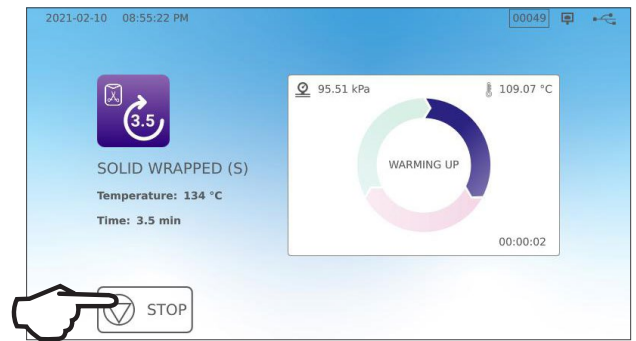 2021-02-10 08:55:22 PM 00049
95.51 kPa 109.07 °C
3.5
WARMING UP
SOLID WRAPPED (S)
Temperature: 134 °C
Time: 3.5 min
00:00:02
STOP